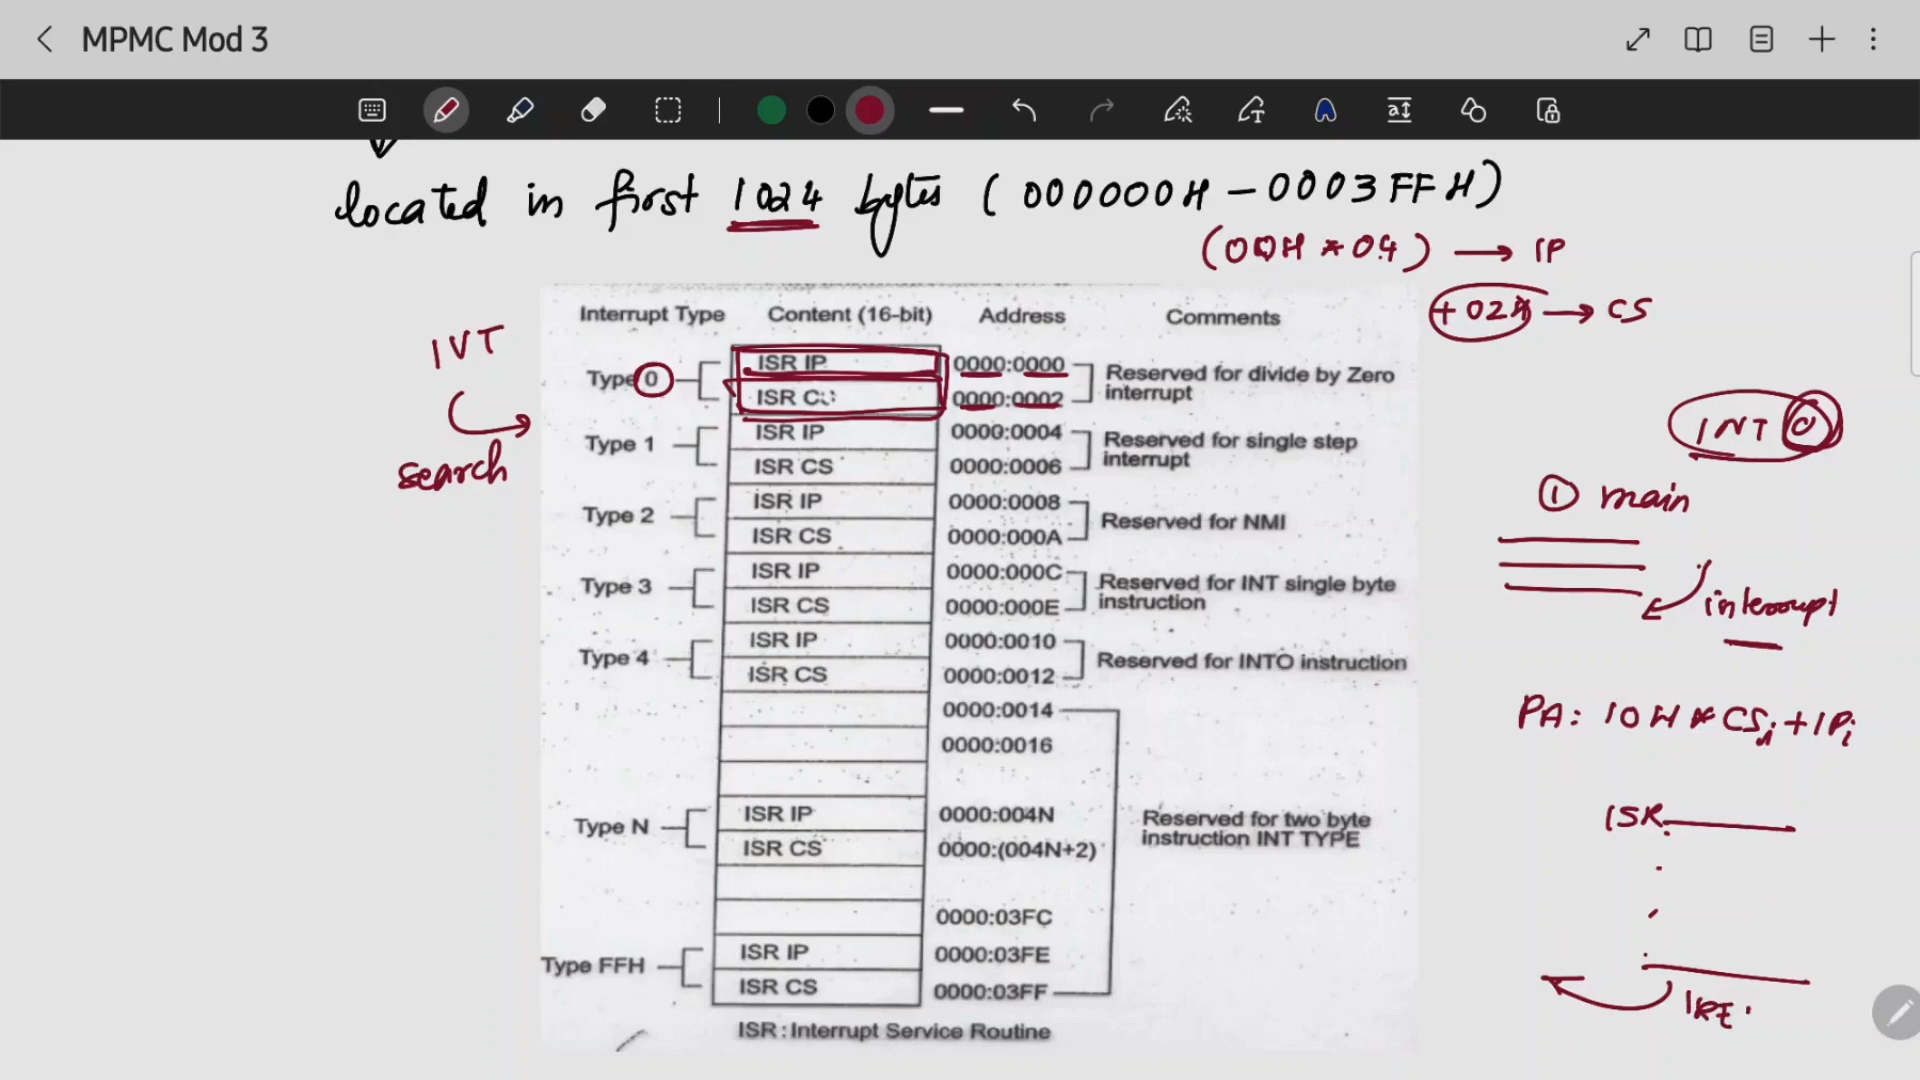 MPMC Mod 3
located in first 1024 bytes (000000H - 0003FFH)
(00H * 04) → IP
+ 02H → CS
IVT
search
Interrupt Type Content (16-bit) Address Comments
Type 0 ISR IP 0000:0000 Reserved for divide by Zero
ISR CS 0000:0002 interrupt
Type 1 ISR IP 0000:0004 Reserved for single step
ISR CS 0000:0006 interrupt
Type 2 ISR IP 0000:0008 Reserved for NMI
ISR CS 0000:000A
Type 3 ISR IP 0000:000C Reserved for INT single byte
ISR CS 0000:000E instruction
Type 4 ISR IP 0000:0010 Reserved for INTO instruction
ISR CS 0000:0012
0000:0014
0000:0016
Type N ISR IP 0000:004N Reserved for two byte
ISR CS 0000:(004N+2) instruction INT TYPE
0000:03FC
Type FFH ISR IP 0000:03FE
ISR CS 0000:03FF
ISR : Interrupt Service Routine
INT 0
① main
interrupt
PA: 10H * CSi + IPi
ISR